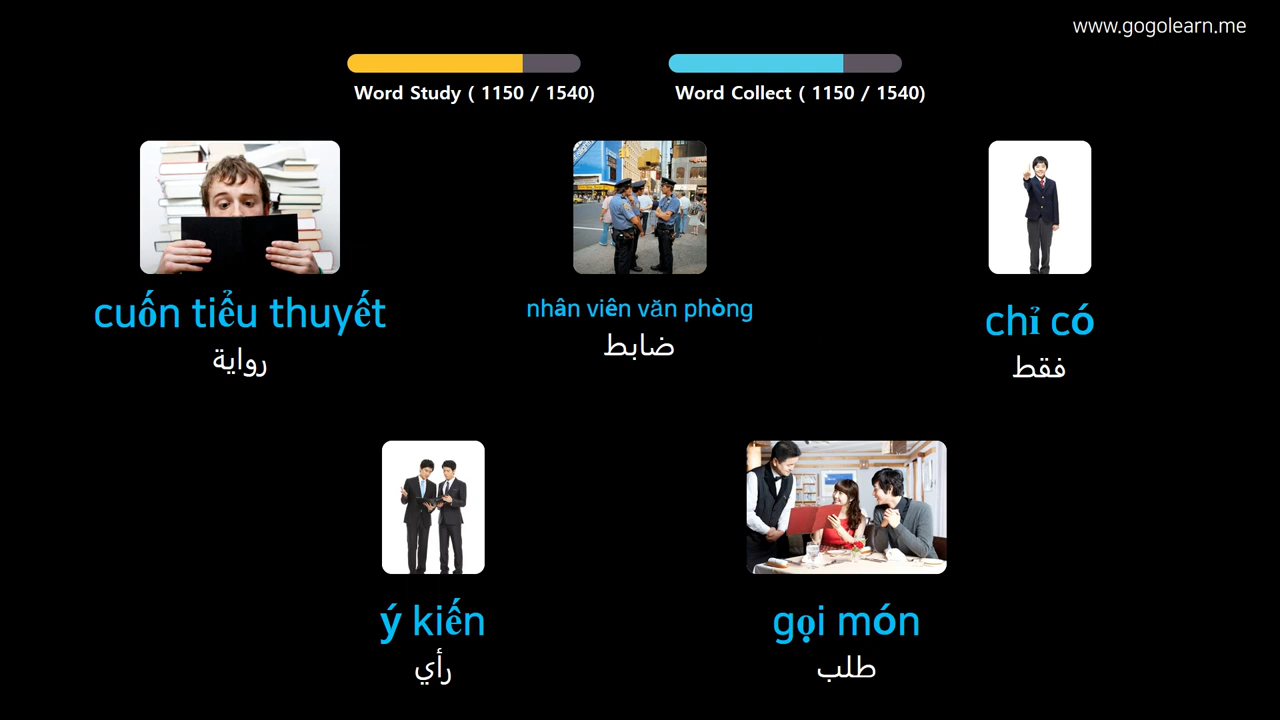 www.gogolearn.me
Word Study ( 1150 / 1540)
Word Collect ( 1150 / 1540)
cuốn tiểu thuyết
رواية
nhân viên văn phòng
ضابط
chỉ có
فقط
ý kiến
رأي
gọi món
طلب